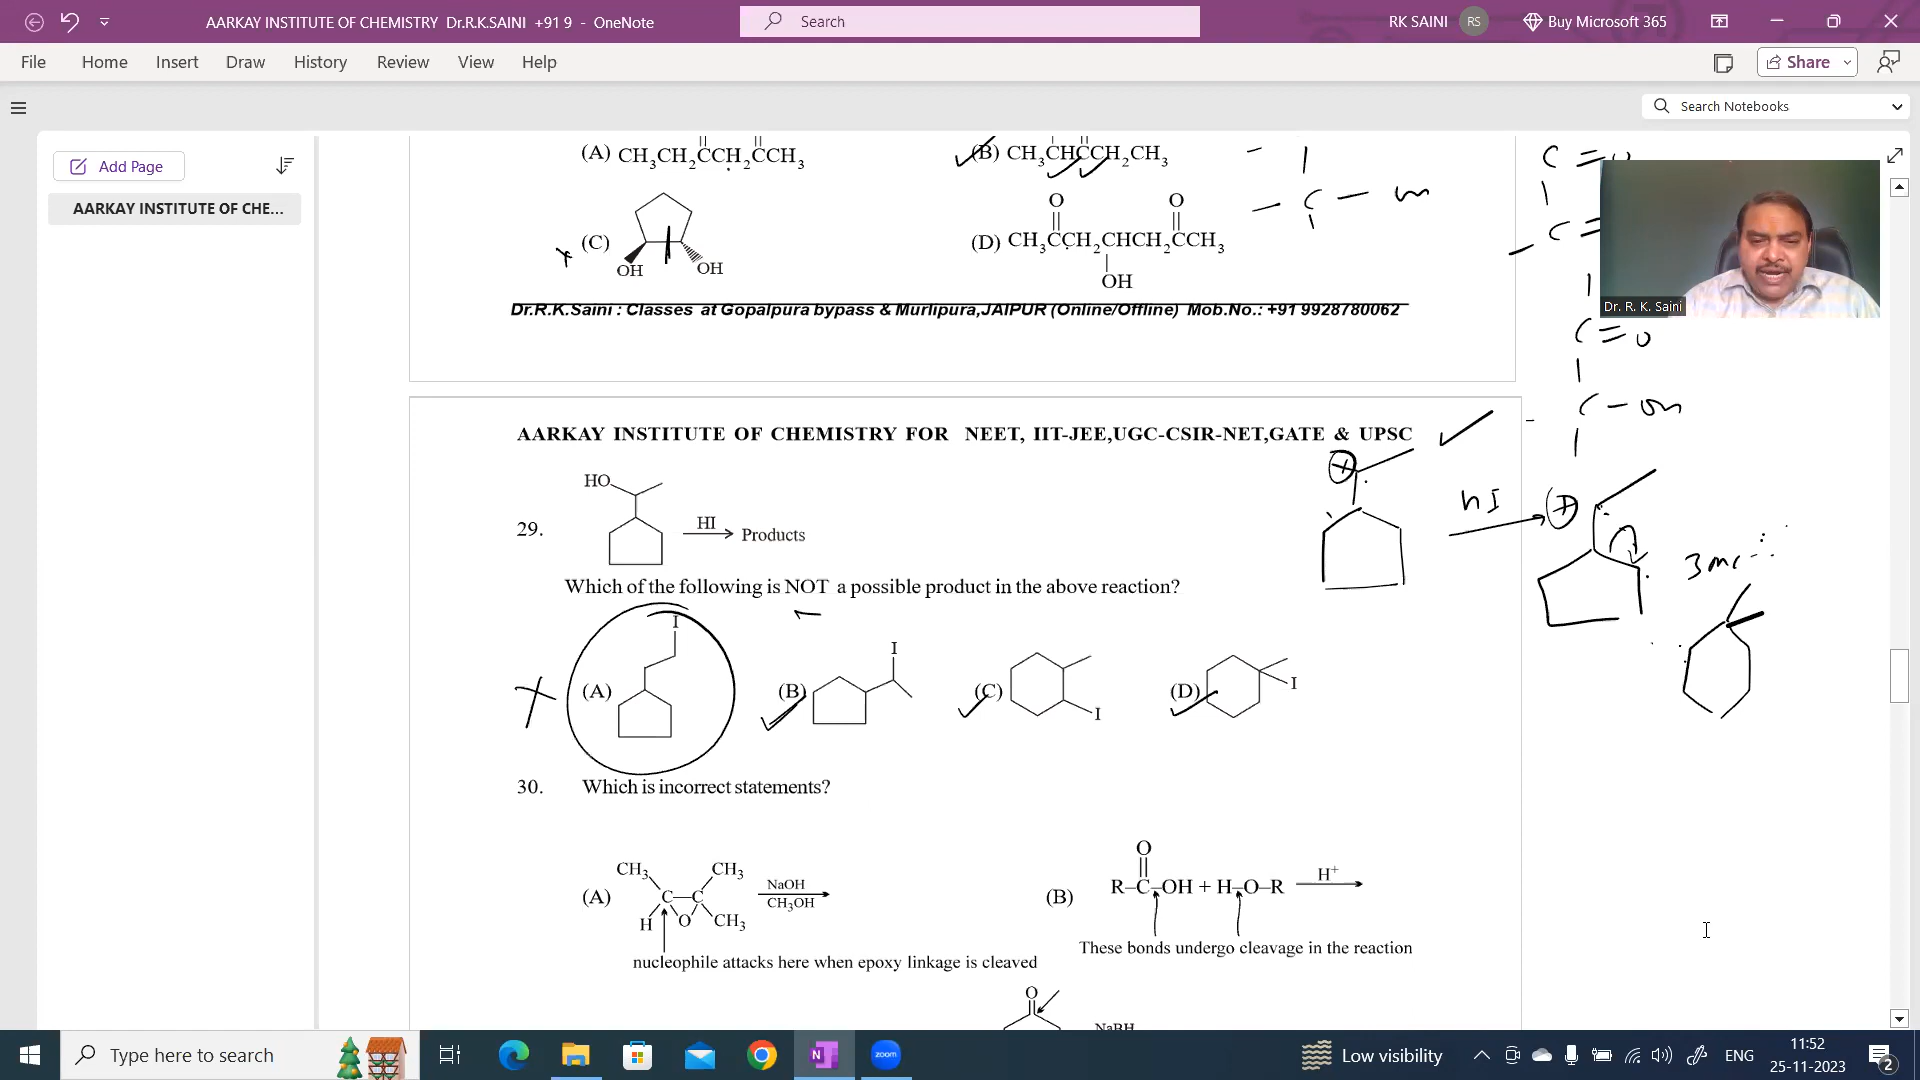 AARKAY INSTITUTE OF CHEMISTRY Dr.R.K.SAINI +91 9 - OneNote
Search
RK SAINI
RS
Buy Microsoft 365
File Home Insert Draw History Review View Help
Share
Search Notebooks
Add Page
AARKAY INSTITUTE OF CHE...
(A) CH3CH2CCH2CCH3
(B) CH3CHCCH2CH3
(C)
OH
OH
(D) CH3CCH2CHCH2CCH3
O
O
OH
C=O
C=O
C
Dr. R. K. Saini
Dr.R.K.Saini : Classes at Gopalpura bypass & Murlipura,JAIPUR (Online/Offline) Mob.No.: +91 9928780062
AARKAY INSTITUTE OF CHEMISTRY FOR NEET, IIT-JEE,UGC-CSIR-NET,GATE & UPSC
29.
HO
HI
Products
HI
Which of the following is NOT a possible product in the above reaction?
(A)
I
(B)
I
(C)
I
(D)
I
30. Which is incorrect statements?
(A)
CH3
CH3
C–C
H
O
CH3
NaOH
CH3OH
nucleophile attacks here when epoxy linkage is cleaved
(B)
O
R–C–OH + H–O–R
H+
These bonds undergo cleavage in the reaction
O
Type here to search
zoom
Low visibility
ENG
11:52
25-11-2023
2